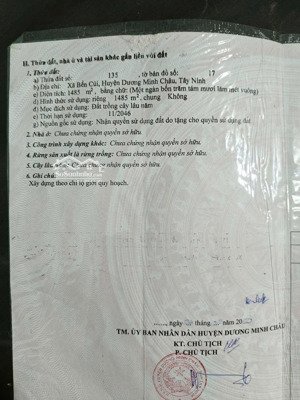 II. Thửa đất, nhà ở và tài sản khác gắn liền với đất
1. Thửa đất:
a) Thửa đất số: 135 tờ bản đồ số: 17
b) Địa chỉ: Xã Bến Củi, Huyện Dương Minh Châu, Tây Ninh
c) Diện tích: 1485 m², bằng chữ: (Một ngàn bốn trăm tám mươi lăm mét vuông)
d) Hình thức sử dụng: riêng 1485 m², chung Không
đ) Mục đích sử dụng: Đất trồng cây lâu năm
e) Thời hạn sử dụng: 11/2046
g) Nguồn gốc sử dụng: Nhận quyền sử dụng đất do tặng cho quyền sử dụng đất
2. Nhà ở: Chưa chứng nhận quyền sở hữu.
3. Công trình xây dựng khác: Chưa chứng nhận quyền sở hữu.
4. Rừng sản xuất là rừng trồng: Chưa chứng nhận quyền sở hữu.
5. Cây lâu năm: Chưa chứng nhận quyền sở hữu.
6. Ghi chú:
Xây dựng theo chỉ giới quy hoạch.
ngày tháng năm
TM. ỦY BAN NHÂN DÂN HUYỆN DƯƠNG MINH CHÂU
KT. CHỦ TỊCH
P. CHỦ TỊCH